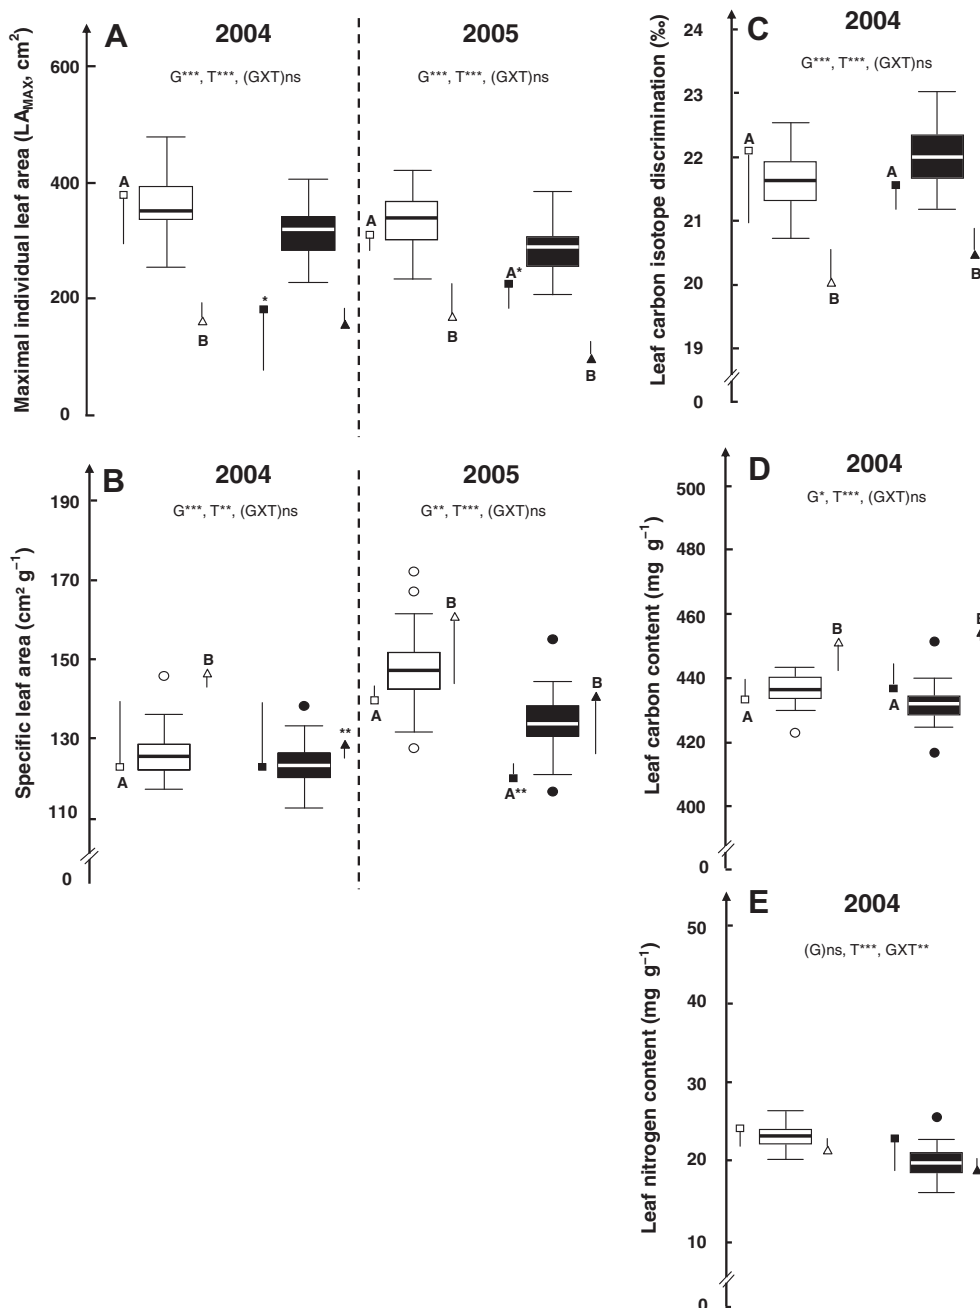 A
2004
2005
G***, T***, (GXT)ns
G***, T***, (GXT)ns
Maximal individual leaf area (LAMAX, cm2)
600
400
200
0
A
B
*
A
B
A*
B
B
2004
2005
G***, T**, (GXT)ns
G**, T***, (GXT)ns
Specific leaf area (cm2 g−1)
190
170
150
130
110
0
A
B
**
A
B
A**
B
C
2004
G***, T***, (GXT)ns
Leaf carbon isotope discrimination (‰)
24
23
22
21
20
19
0
A
B
A
B
D
2004
G*, T***, (GXT)ns
Leaf carbon content (mg g−1)
500
480
460
440
420
400
0
A
B
A
B
E
2004
(G)ns, T***, GXT**
Leaf nitrogen content (mg g−1)
50
40
30
20
10
0